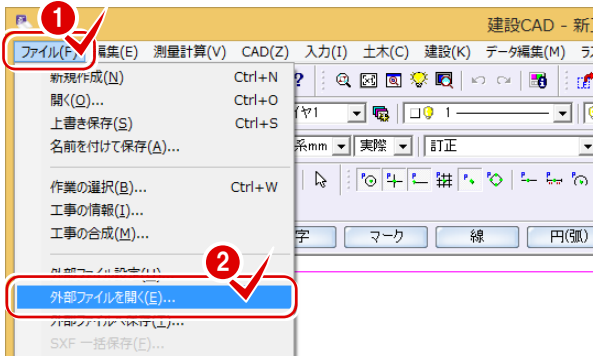 1
建設CAD - 新
ファイル(F) 編集(E) 測量計算(V) CAD(Z) 入力(I) 土木(C) 建設(K) データ編集(M)
新規作成(N) Ctrl+N
開く(O)... Ctrl+O
上書き保存(S) Ctrl+S
名前を付けて保存(A)...
作業の選択(B)... Ctrl+W
工事の情報(I)...
工事の合成(M)...
2
外部ファイルを開く(E)...
SXF 一括保存(F)...
ヤ1
1
系mm 実際 訂正
字 マーク 線 円(弧)